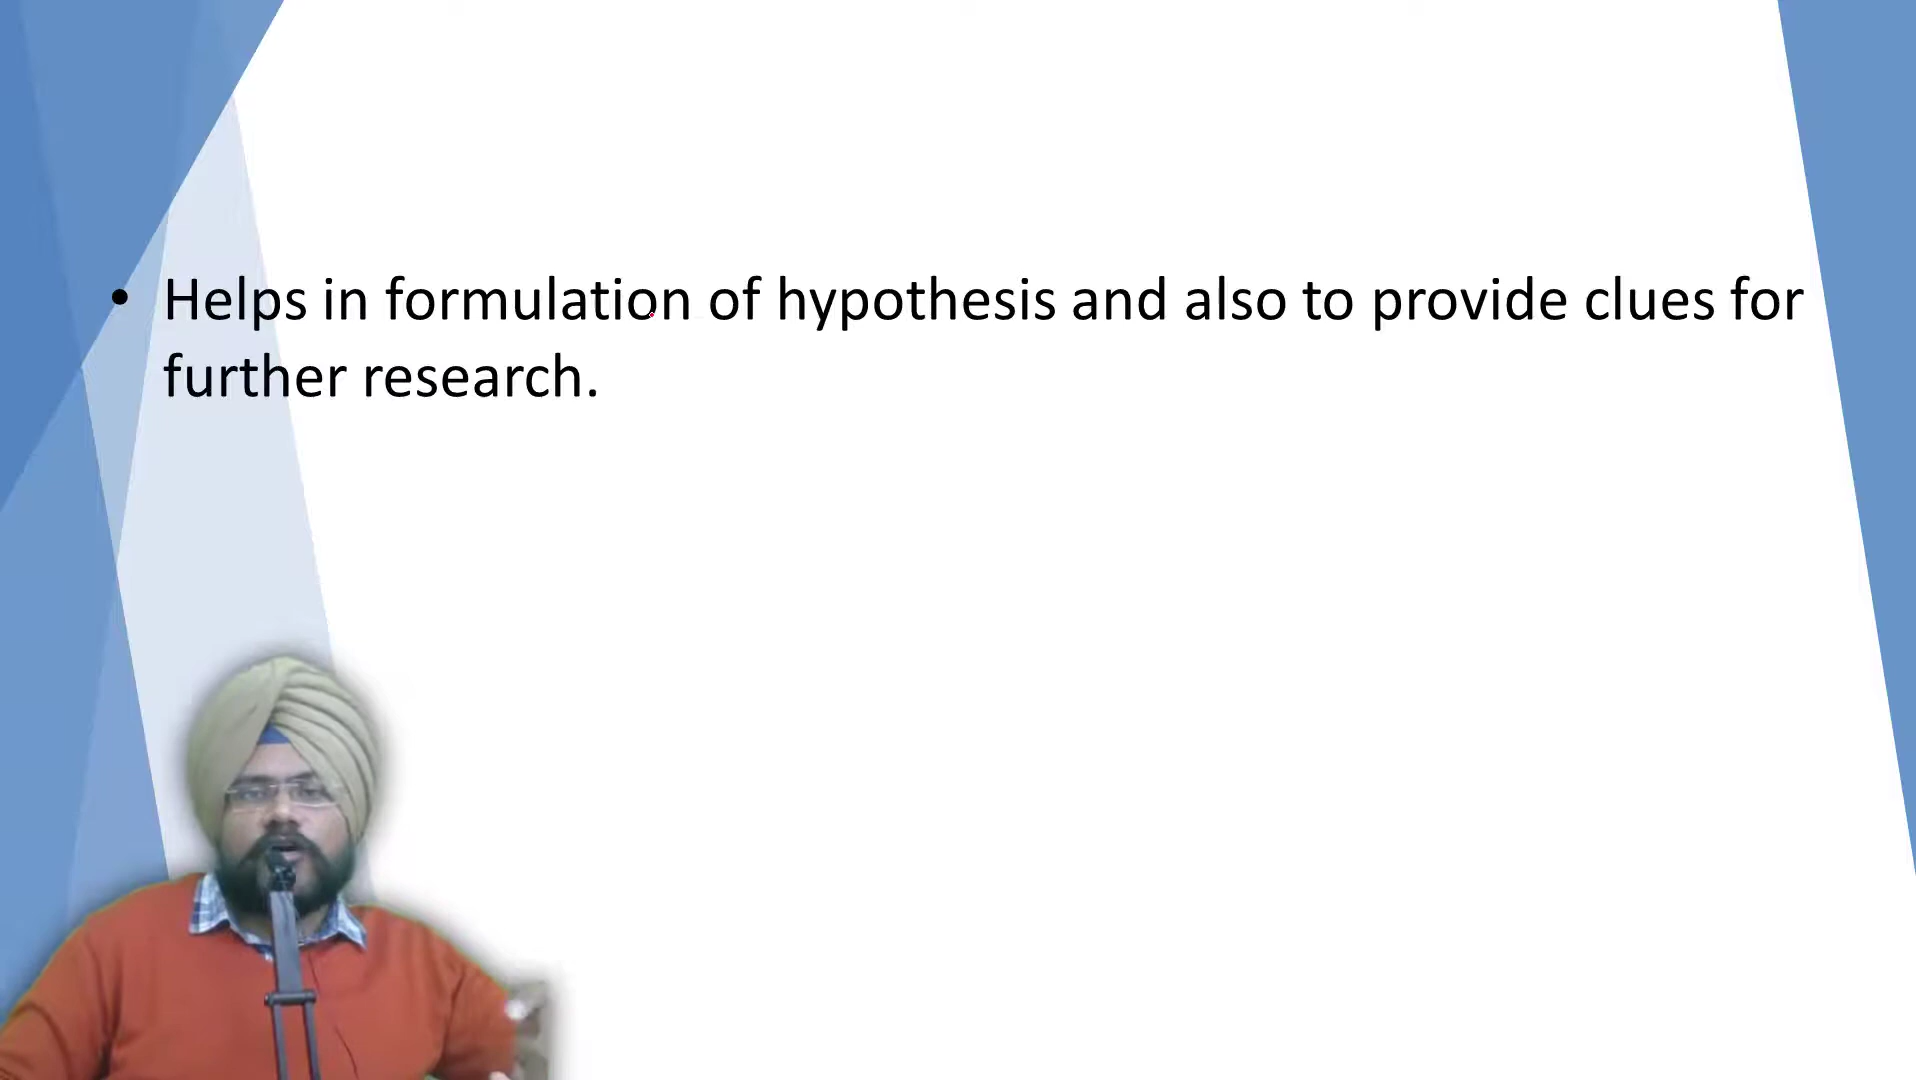 • Helps in formulation of hypothesis and also to provide clues for
further research.